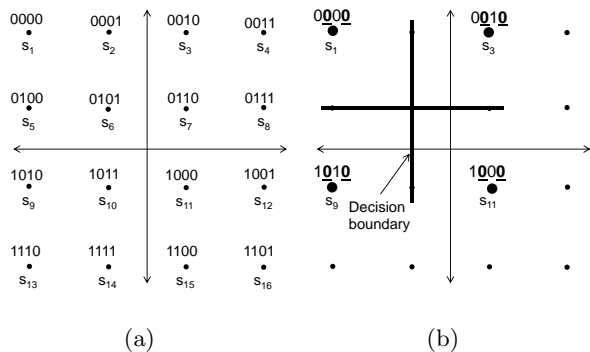 0000 0001 0010 0011
s1 s2 s3 s4
0100 0101 0110 0111
s5 s6 s7 s8
1010 1011 1000 1001
s9 s10 s11 s12
1110 1111 1100 1101
s13 s14 s15 s16
(a)
0000 0010
s1 s3
1010 1000
s9 s11
Decision
boundary
(b)